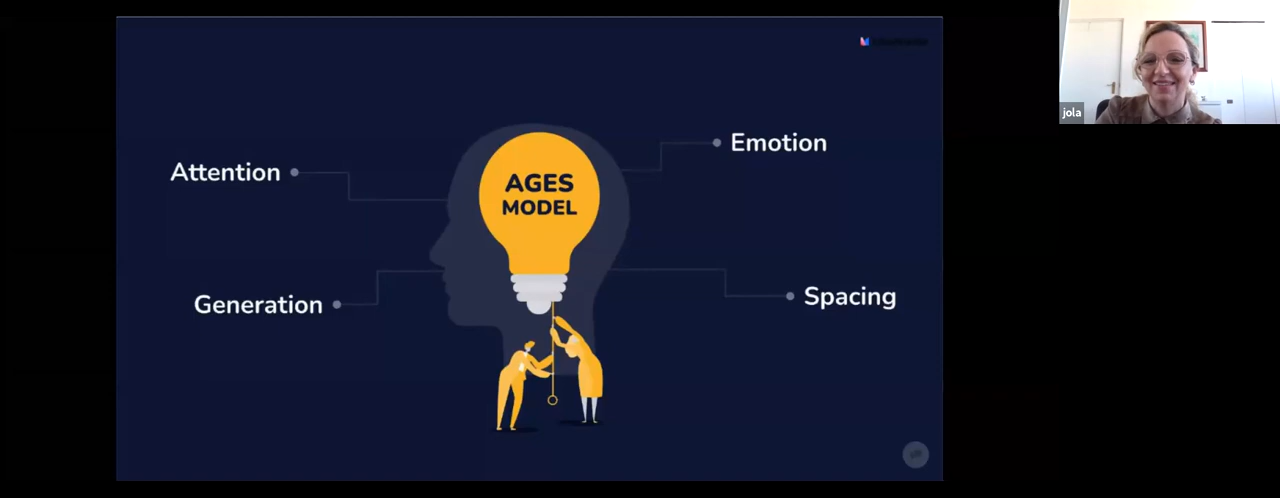 Attention
Generation
AGES
MODEL
Emotion
Spacing
jola